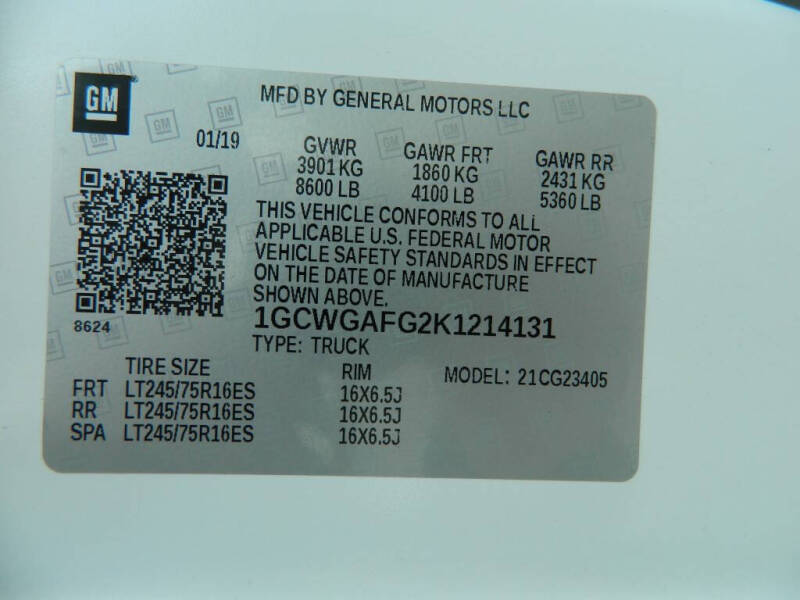 GM
MFD BY GENERAL MOTORS LLC
01/19
GVWR GAWR FRT GAWR RR
3901 KG 1860 KG 2431 KG
8600 LB 4100 LB 5360 LB
THIS VEHICLE CONFORMS TO ALL
APPLICABLE U.S. FEDERAL MOTOR
VEHICLE SAFETY STANDARDS IN EFFECT
ON THE DATE OF MANUFACTURE
SHOWN ABOVE.
8624
1GCWGAFG2K1214131
TYPE: TRUCK
TIRE SIZE RIM MODEL: 21CG23405
FRT LT245/75R16ES 16X6.5J
RR LT245/75R16ES 16X6.5J
SPA LT245/75R16ES 16X6.5J